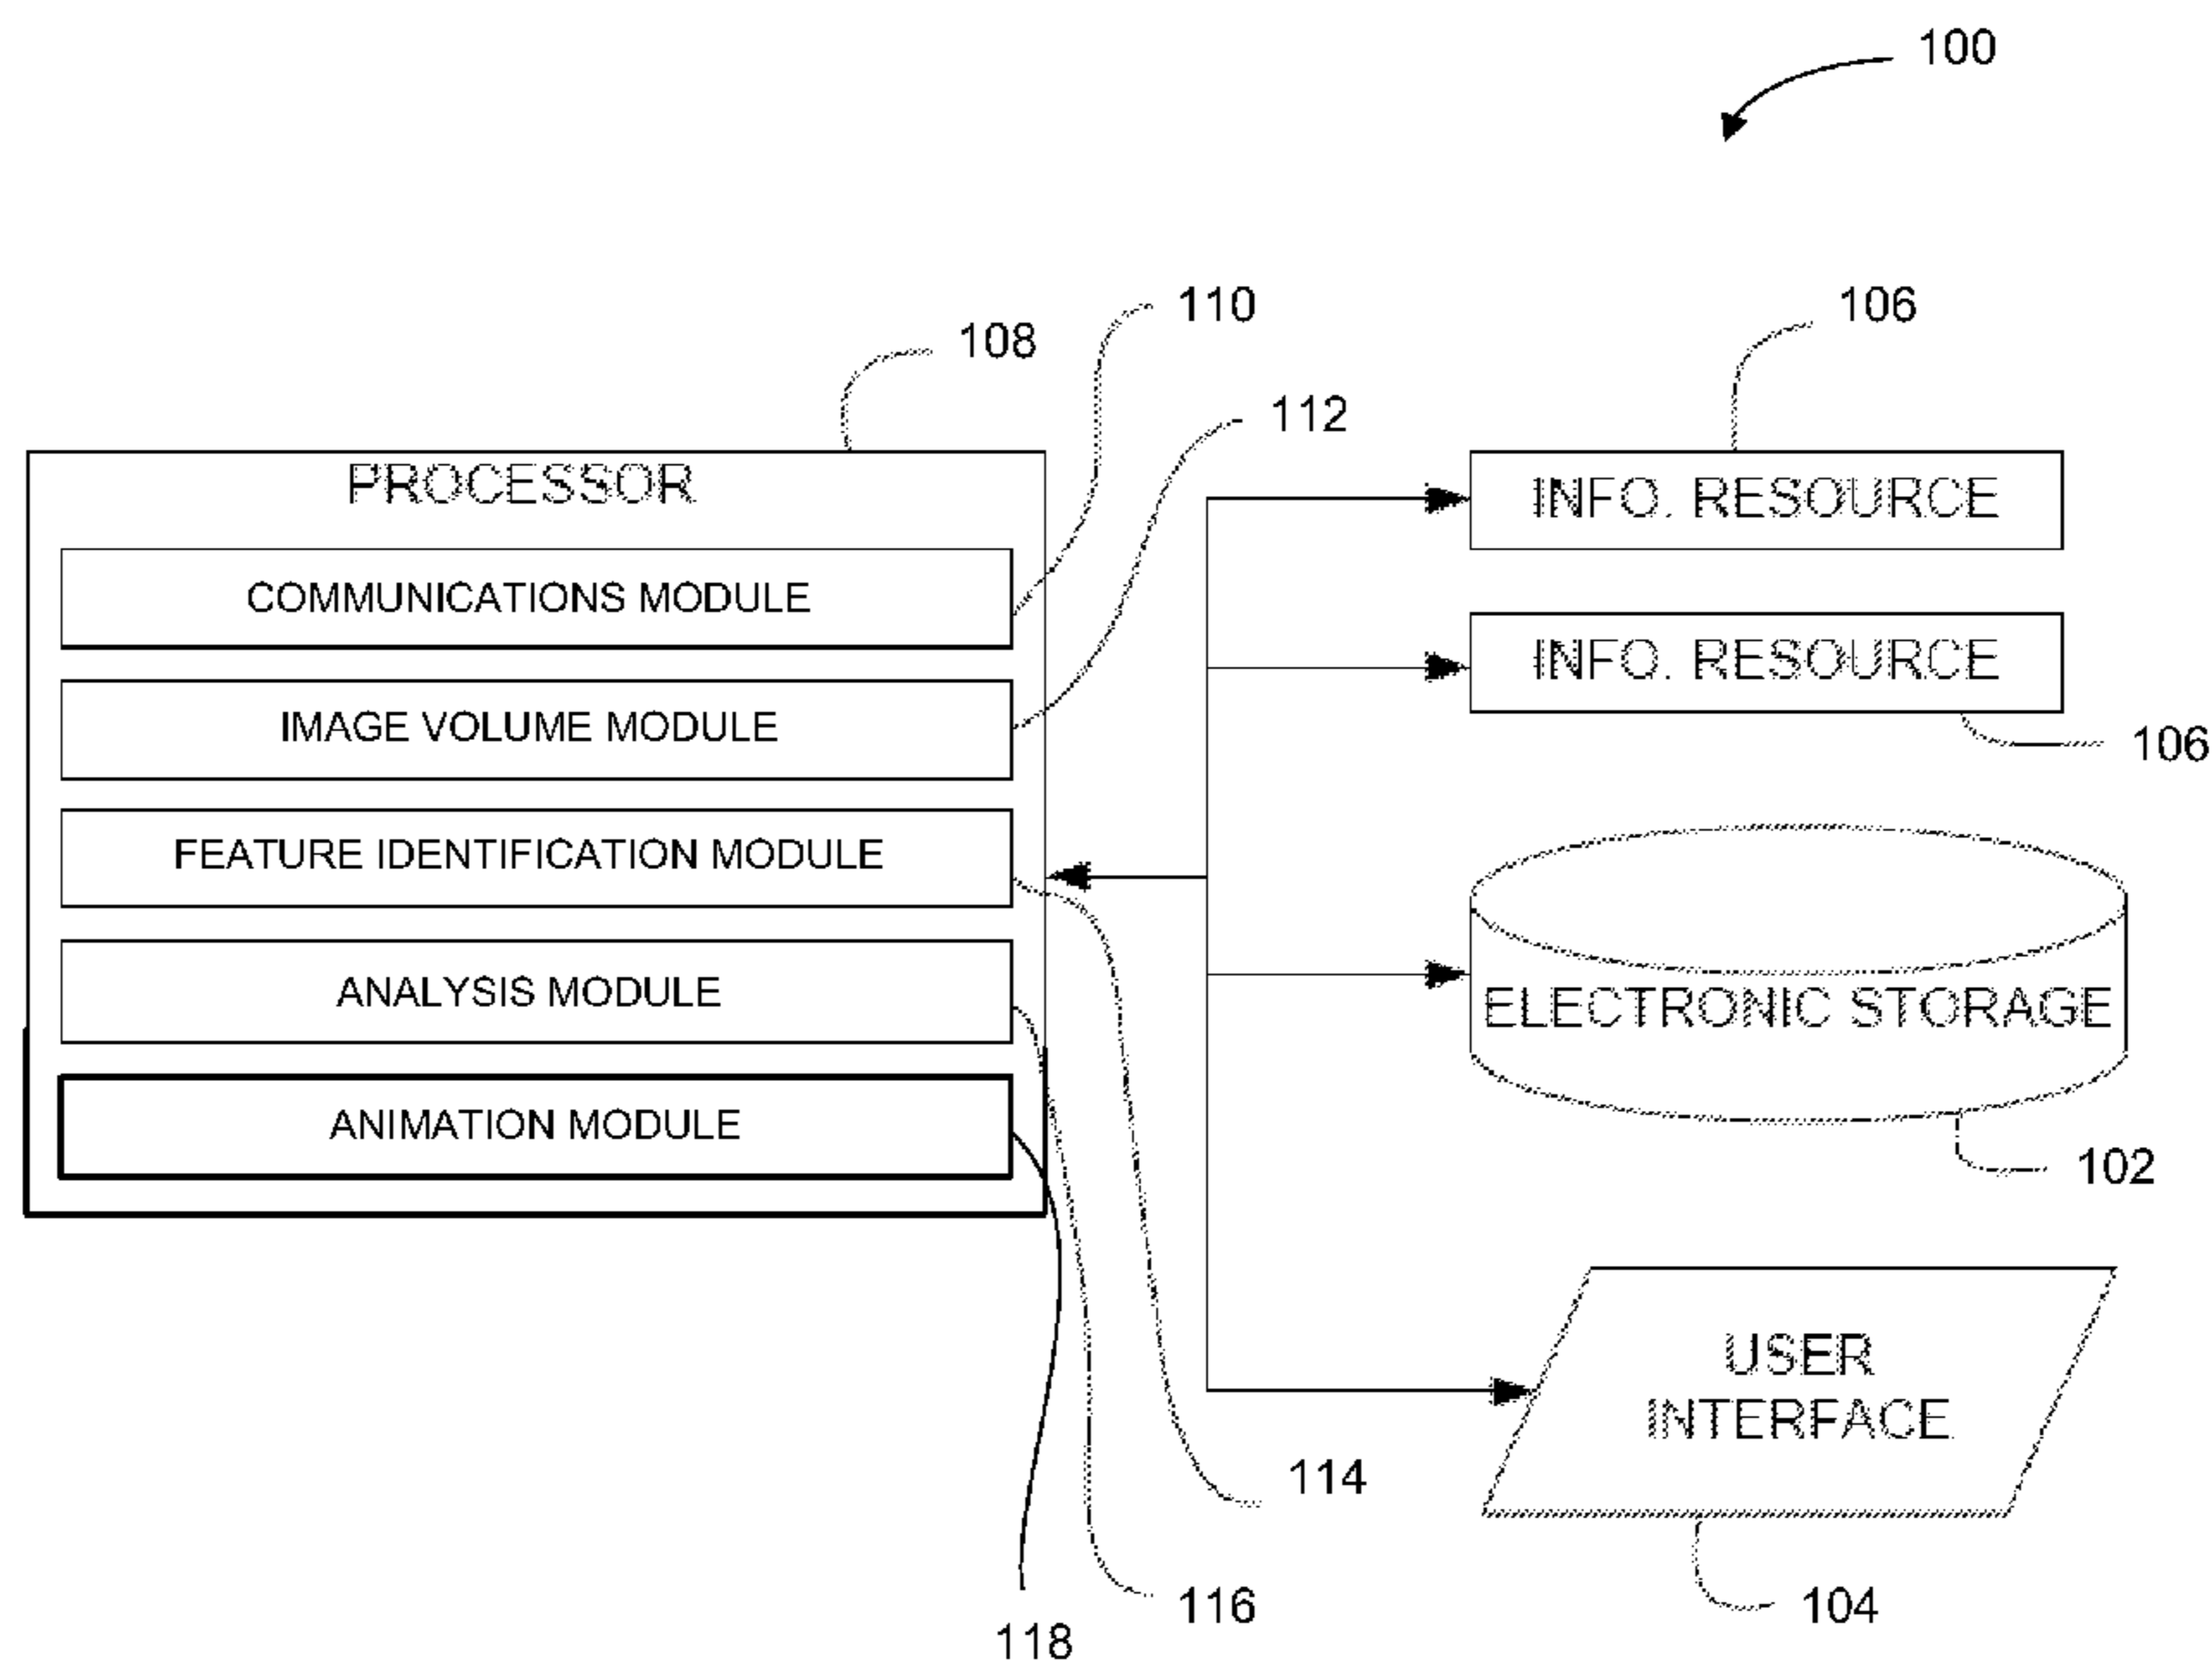 100
110
106
108
112
PROCESSOR
INFO. RESOURCE
COMMUNICATIONS MODULE
INFO. RESOURCE
IMAGE VOLUME MODULE
106
FEATURE IDENTIFICATION MODULE
ANALYSIS MODULE
ELECTRONIC STORAGE
ANIMATION MODULE
102
USER
INTERFACE
114
116
104
118